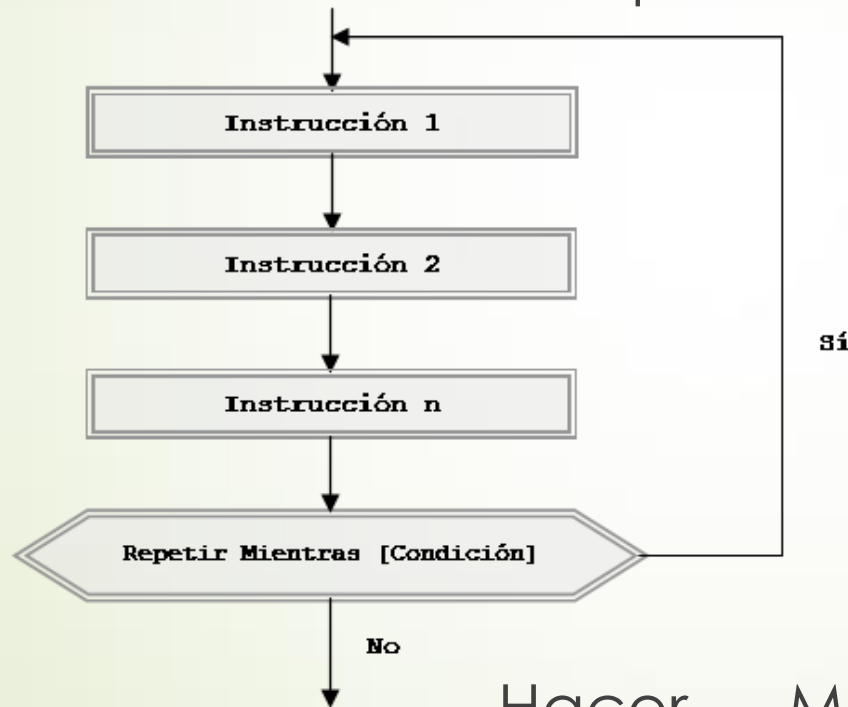 Instrucción 1
Instrucción 2
Instrucción n
Sí
Repetir Mientras [Condición]
No
Hacer